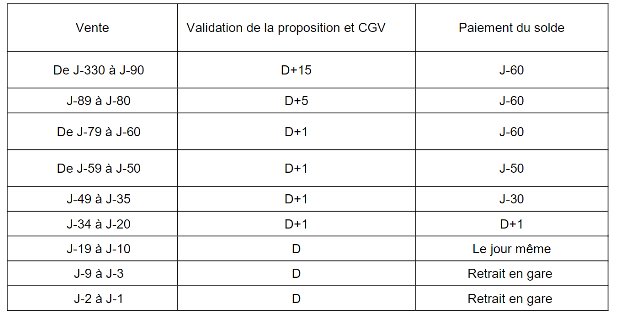 Vente Validation de la proposition et CGV Paiement du solde
De J-330 à J-90 D+15 J-60
J-89 à J-80 D+5 J-60
De J-79 à J-60 D+1 J-60
De J-59 à J-50 D+1 J-50
J-49 à J-35 D+1 J-30
J-34 à J-20 D+1 D+1
J-19 à J-10 D Le jour même
J-9 à J-3 D Retrait en gare
J-2 à J-1 D Retrait en gare